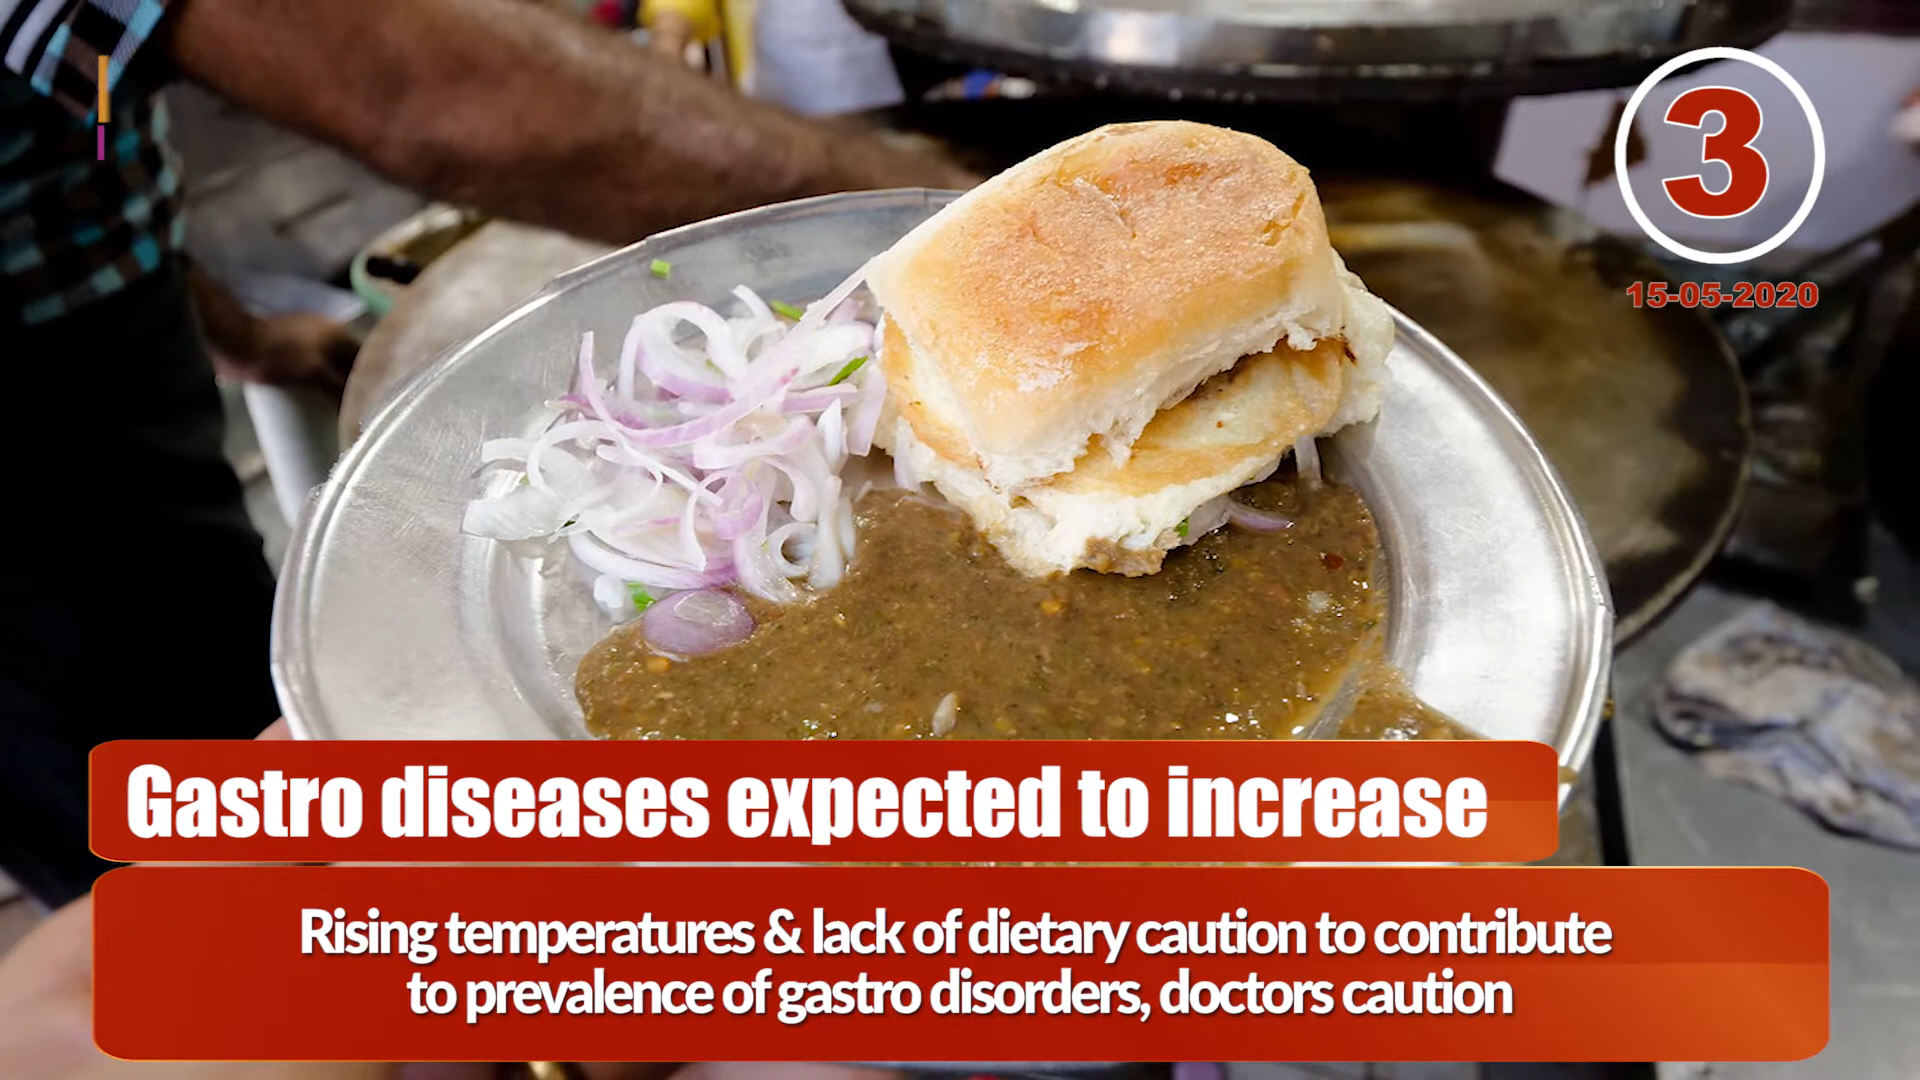 3
15-05-2020
Gastro diseases expected to increase
Rising temperatures & lack of dietary caution to contribute
to prevalence of gastro disorders, doctors caution